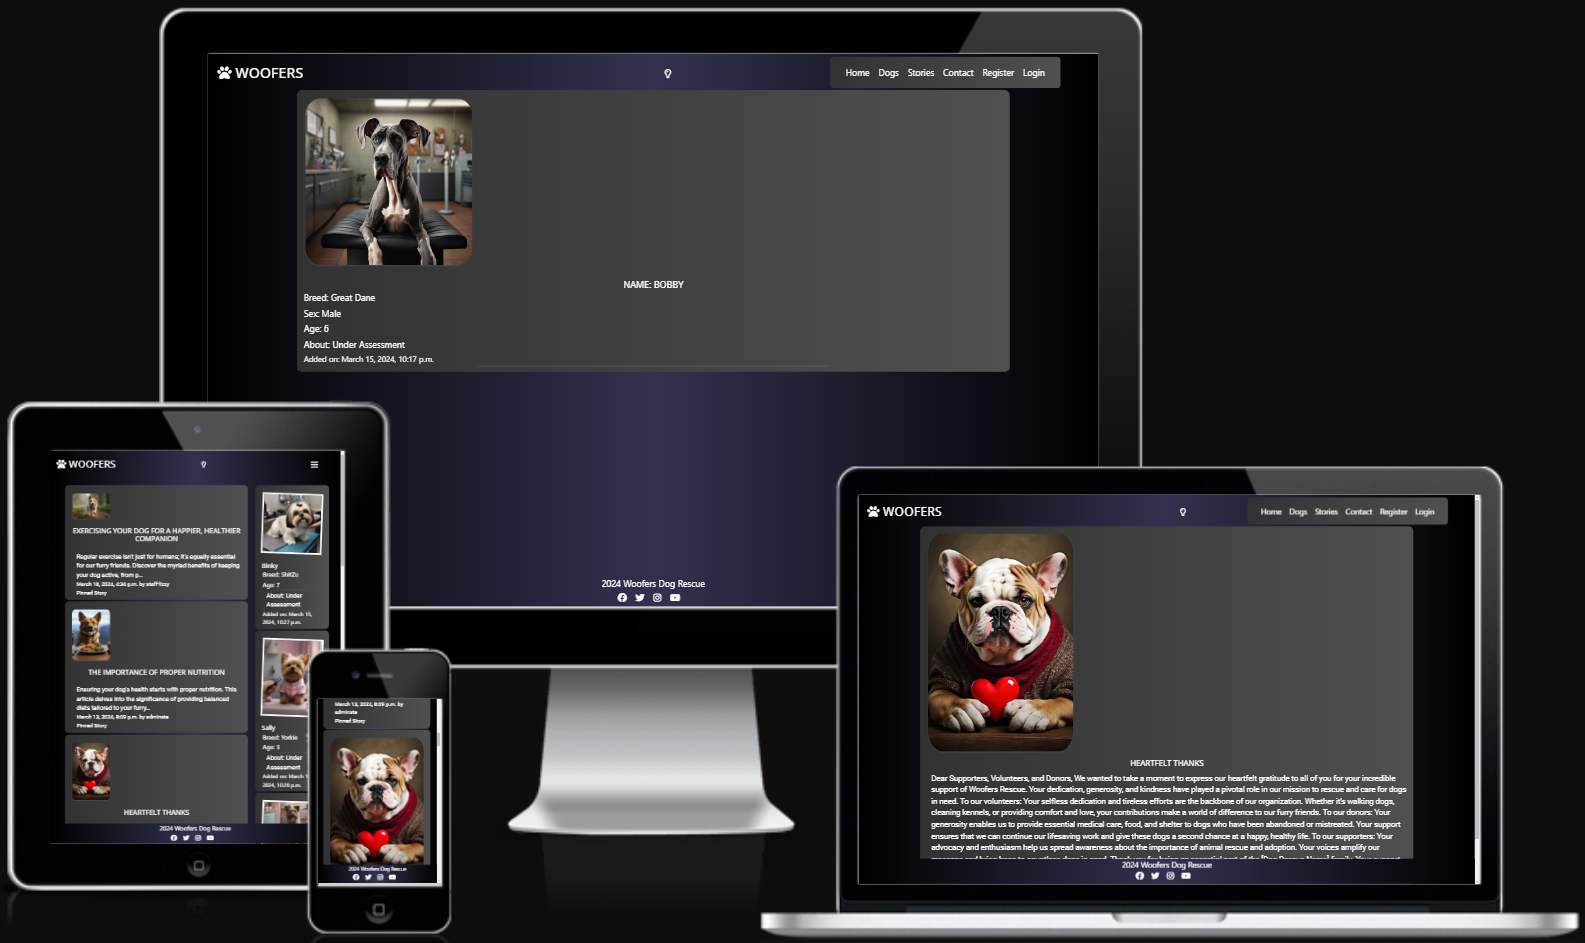 WOOFERS
Home Dogs Stories Contact Register Login
NAME: BOBBY
Breed: Great Dane
Sex: Male
Age: 6
About: Under Assessment
Added on: March 15, 2024, 10:17 p.m.
2024 Woofers Dog Rescue
WOOFERS
EXERCISING YOUR DOG FOR A HAPPIER, HEALTHIER
COMPANION
Regular exercise isn't just for humans; it's equally essential
for our furry friends. Discover the myriad benefits of keeping
your dog active, from p...
March 18, 2024, 4:34 p.m. by
Pinned Story
THE IMPORTANCE OF PROPER NUTRITION
Ensuring your dog's health starts with proper nutrition. This
article delves into the significance of providing balanced
diets tailored to your furry...
March 13, 2024, 8:09 p.m. by adminate
Pinned Story
HEARTFELT THANKS
Binky
Breed: ShitZu
Age: 7
About: Under
Assessment
Added on: March 15,
2024, 10:27 p.m.
Sally
Breed: Yorkie
Age: 3
About: Under
Assessment
Added on: March 1
2024, 10:26 p.m.
2024 Woofers Dog Rescue
March 13, 2024, 8:09 p.m. by
adminate
Pinned Story
2024 Woofers Dog Rescue
WOOFERS
Home Dogs Stories Contact Register Login
HEARTFELT THANKS
Dear Supporters, Volunteers, and Donors, We wanted to take a moment to express our heartfelt gratitude to all of you for your incredible
support of Woofers Rescue. Your dedication, generosity, and kindness have played a pivotal role in our mission to rescue and care for dogs
in need. To our volunteers: Your selfless dedication and tireless efforts are the backbone of our organization. Whether it's walking dogs,
cleaning kennels, or providing comfort and love, your contributions make a world of difference to our furry friends. To our donors: Your
generosity enables us to provide essential medical care, food, and shelter to dogs who have been abandoned or mistreated. Your support
ensures that we can continue our lifesaving work and give these dogs a second chance at a happy, healthy life. To our supporters: Your
advocacy and enthusiasm help us spread awareness about the importance of animal rescue and adoption. Your voices amplify our
2024 Woofers Dog Rescue